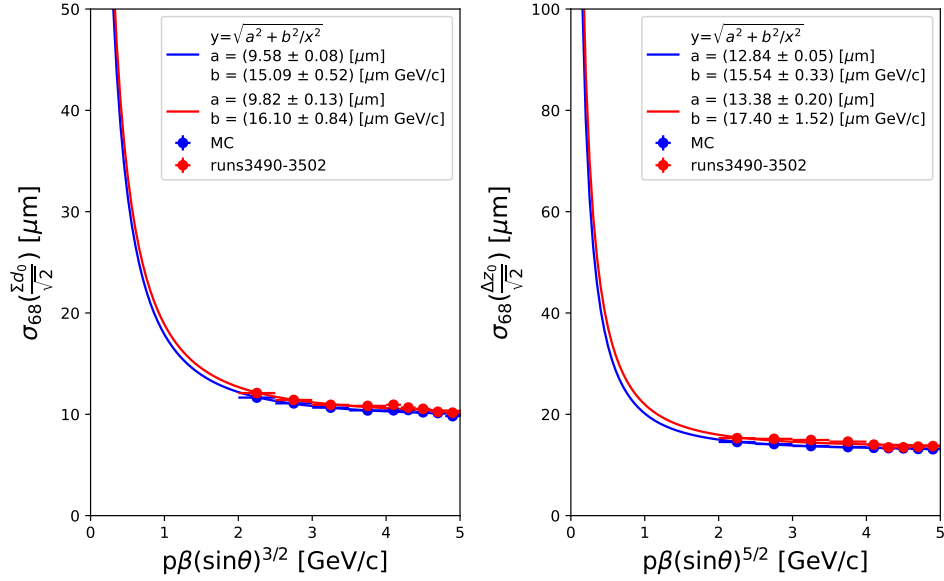 y=√a² + b²/x²
a = (9.58 ± 0.08) [μm]
b = (15.09 ± 0.52) [μm GeV/c]
a = (9.82 ± 0.13) [μm]
b = (16.10 ± 0.84) [μm GeV/c]
MC
runs3490-3502
50
40
30
20
10
0
0 1 2 3 4 5
σ₆₈(Σd₀/√2) [μm]
pβ(sinθ)³/² [GeV/c]
y=√a² + b²/x²
a = (12.84 ± 0.05) [μm]
b = (15.54 ± 0.33) [μm GeV/c]
a = (13.38 ± 0.20) [μm]
b = (17.40 ± 1.52) [μm GeV/c]
MC
runs3490-3502
100
80
60
40
20
0
0 1 2 3 4 5
σ₆₈(Δz₀/√2) [μm]
pβ(sinθ)⁵/² [GeV/c]